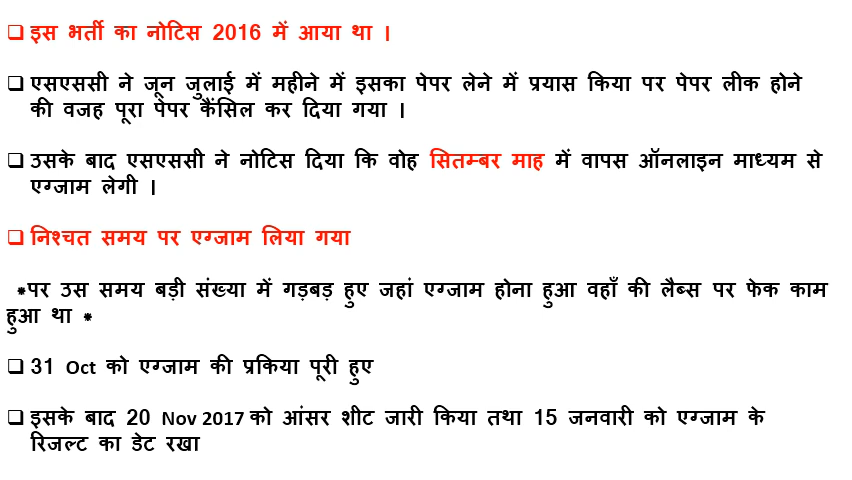 इस भर्ती का नोटिस 2016 में आया था ।
एसएससी ने जून जुलाई में महीने में इसका पेपर लेने में प्रयास किया पर पेपर लीक होने
की वजह पूरा पेपर कैंसिल कर दिया गया ।
उसके बाद एसएससी ने नोटिस दिया कि वोह सितम्बर माह में वापस ऑनलाइन माध्यम से
एग्जाम लेगी ।
निश्चत समय पर एग्जाम लिया गया
*पर उस समय बड़ी संख्या में गड़बड़ हुए जहां एग्जाम होना हुआ वहाँ की लैब्स पर फेक काम
हुआ था *
31 Oct को एग्जाम की प्रकिया पूरी हुए
इसके बाद 20 Nov 2017 को आंसर शीट जारी किया तथा 15 जनवारी को एग्जाम के
रिजल्ट का डेट रखा